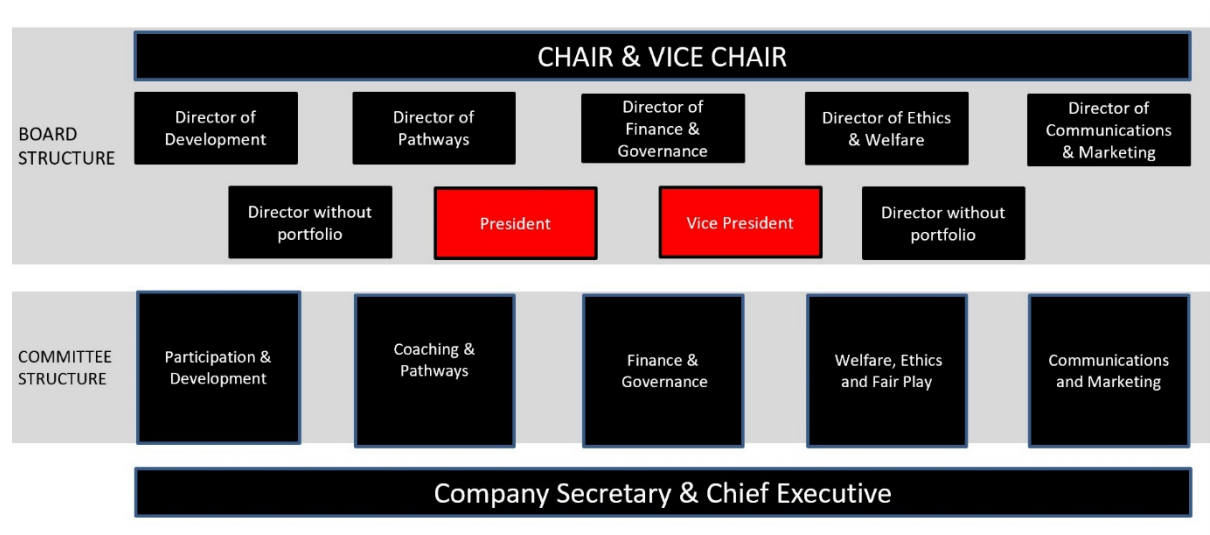 CHAIR & VICE CHAIR
BOARD
STRUCTURE
Director of
Development
Director of
Pathways
Director of
Finance &
Governance
Director of Ethics
& Welfare
Director of
Communications
& Marketing
Director without
portfolio
President
Vice President
Director without
portfolio
COMMITTEE
STRUCTURE
Participation &
Development
Coaching &
Pathways
Finance &
Governance
Welfare, Ethics
and Fair Play
Communications
and Marketing
Company Secretary & Chief Executive